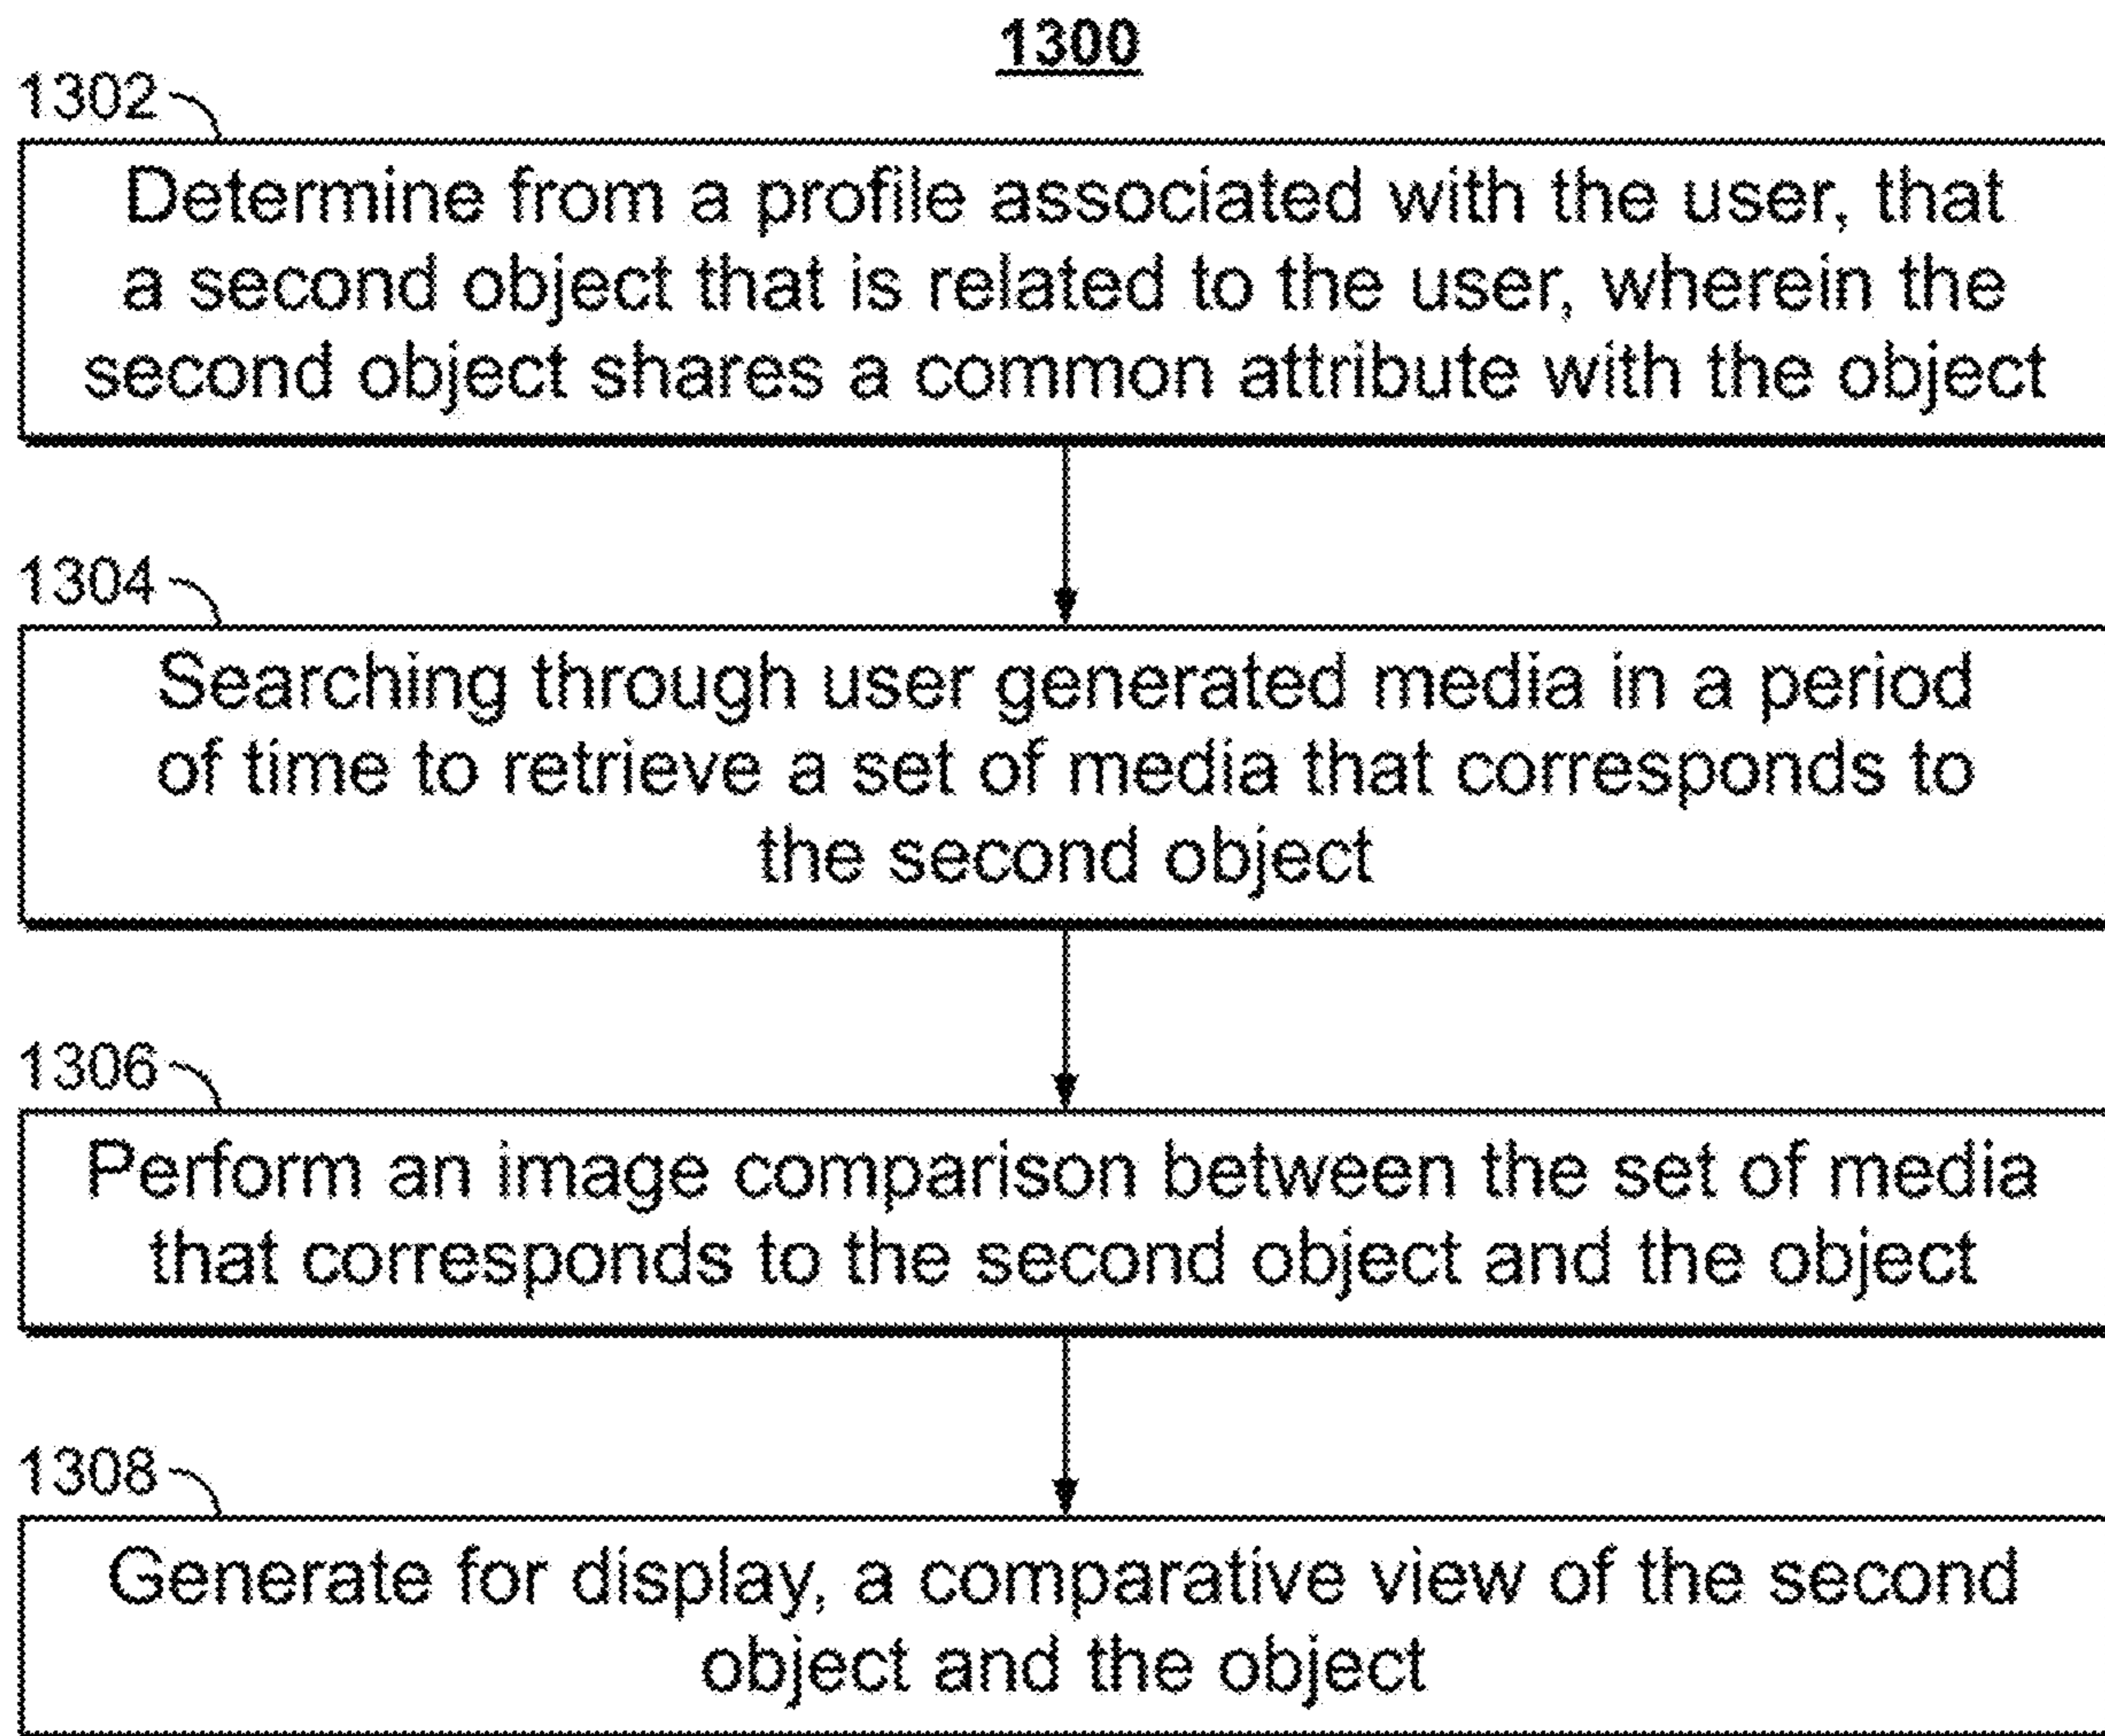 1300
1302
Determine from a profile associated with the user, that
a second object that is related to the user, wherein the
second object shares a common attribute with the object
1304
Searching through user generated media in a period
of time to retrieve a set of media that corresponds to
the second object
1306
Perform an image comparison between the set of media
that corresponds to the second object and the object
1308
Generate for display, a comparative view of the second
object and the object